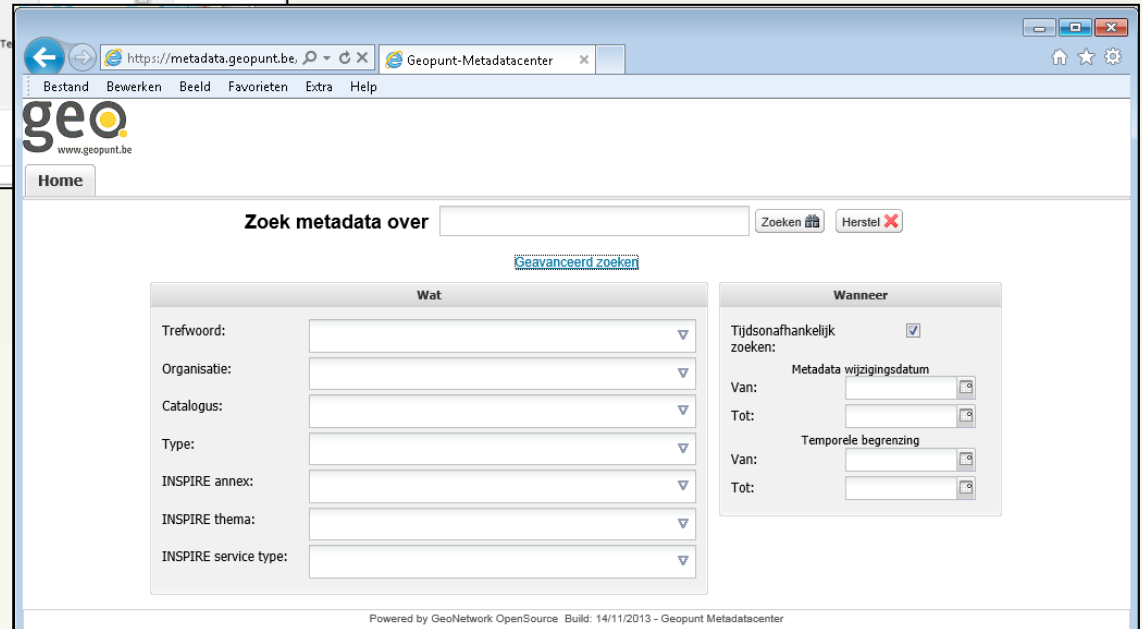 Te
https://metadata.geopunt.be,
Geopunt-Metadatacenter
Bestand Bewerken Beeld Favorieten Extra Help
geo
www.geopunt.be
Home
Zoek metadata over
Zoeken
Herstel
Geavanceerd zoeken
Wat
Trefwoord:
Organisatie:
Catalogus:
Type:
INSPIRE annex:
INSPIRE thema:
INSPIRE service type:
Wanneer
Tijdsonafhankelijk
zoeken:
Metadata wijzigingsdatum
Van:
Tot:
Temporele begrenzing
Van:
Tot:
Powered by GeoNetwork OpenSource Build: 14/11/2013 - Geopunt Metadatacenter